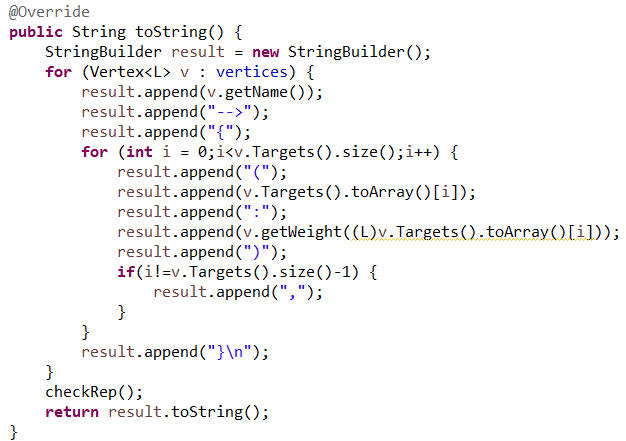 @Override
public String toString() {
    StringBuilder result = new StringBuilder();
    for (Vertex<L> v : vertices) {
        result.append(v.getName());
        result.append("-->");
        result.append("{");
        for (int i = 0;i<v.Targets().size();i++) {
            result.append("(");
            result.append(v.Targets().toArray()[i]);
            result.append(":");
            result.append(v.getWeight((L)v.Targets().toArray()[i]));
            result.append(")");
            if(i!=v.Targets().size()-1) {
                result.append(",");
            }
        }
        result.append("}\n");
    }
    checkRep();
    return result.toString();
}